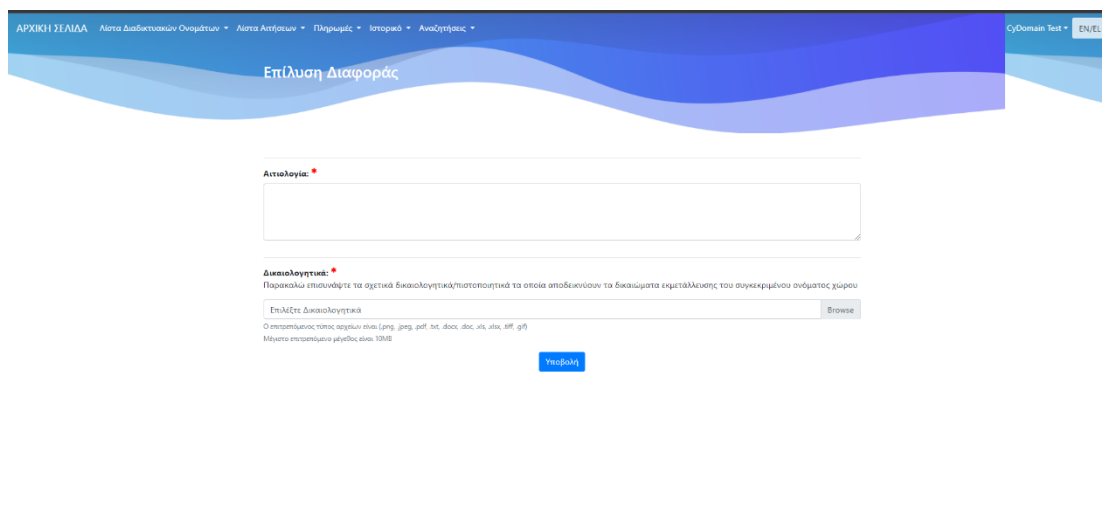 ΑΡΧΙΚΗ ΣΕΛΙΔΑ Λίστα Διαδικτυακών Ονομάτων Λίστα Αιτήσεων Πληρωμές Ιστορικό Αναζητήσεις CyDomain Test EN/EL
Επίλυση Διαφοράς
Αιτιολογία: *
Δικαιολογητικά: *
Παρακαλώ επισυνάψτε τα σχετικά δικαιολογητικά/πιστοποιητικά τα οποία αποδεικνύουν τα δικαιώματα εκμετάλλευσης του συγκεκριμένου ονόματος χώρου
Επιλέξτε Δικαιολογητικά Browse
Ο επιτρεπόμενος τύπος αρχείων είναι (.png, .jpeg, .pdf, .txt, .docx, .doc, .xls, .xlsx, .tiff, .gif)
Μέγιστο επιτρεπόμενο μέγεθος είναι 10MB
Υποβολή